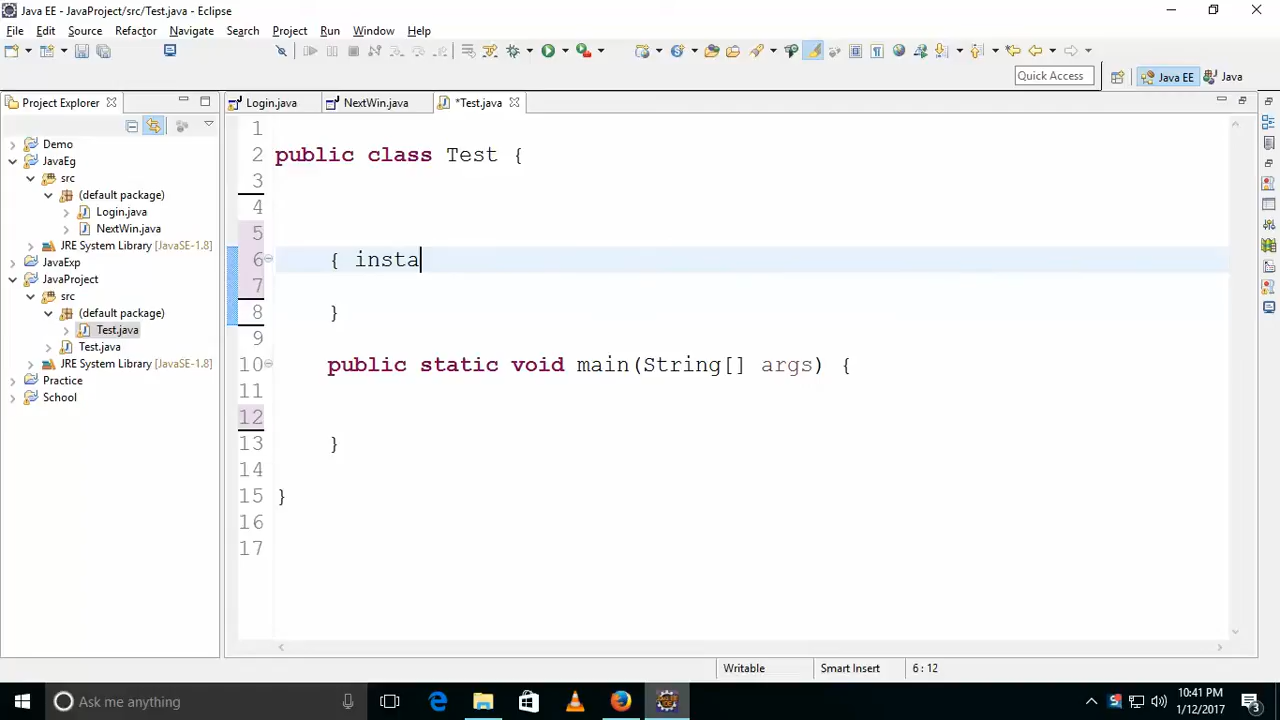 Java EE - JavaProject/src/Test.java - Eclipse
File Edit Source Refactor Navigate Search Project Run Window Help
Quick Access Java EE Java
Project Explorer
Login.java NextWin.java *Test.java
Demo
JavaEg
src
(default package)
Login.java
NextWin.java
JRE System Library [JavaSE-1.8]
JavaExp
JavaProject
src
(default package)
Test.java
Test.java
JRE System Library [JavaSE-1.8]
Practice
School
1
2 public class Test {
3
4
5
6 { insta
7
8 }
9
10 public static void main(String[] args) {
11
12
13 }
14
15 }
16
17
Writable Smart Insert 6 : 12
Ask me anything
10:41 PM
1/12/2017
3